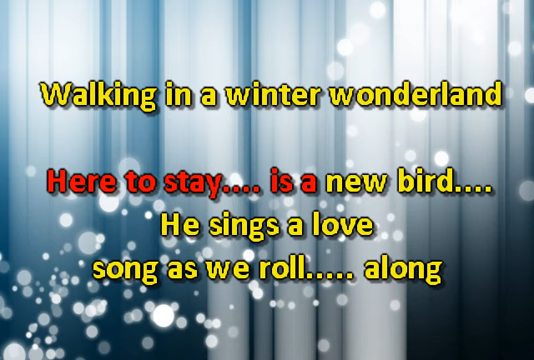 Walking in a winter wonderland
Here to stay.... is a new bird....
He sings a love
song as we roll..... along